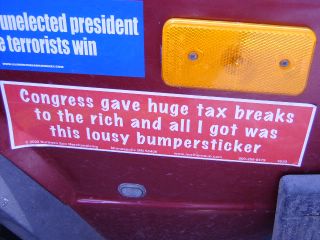 unelected president
e terrorists win
Congress gave huge tax breaks
to the rich and all I got was
this lousy bumpersticker